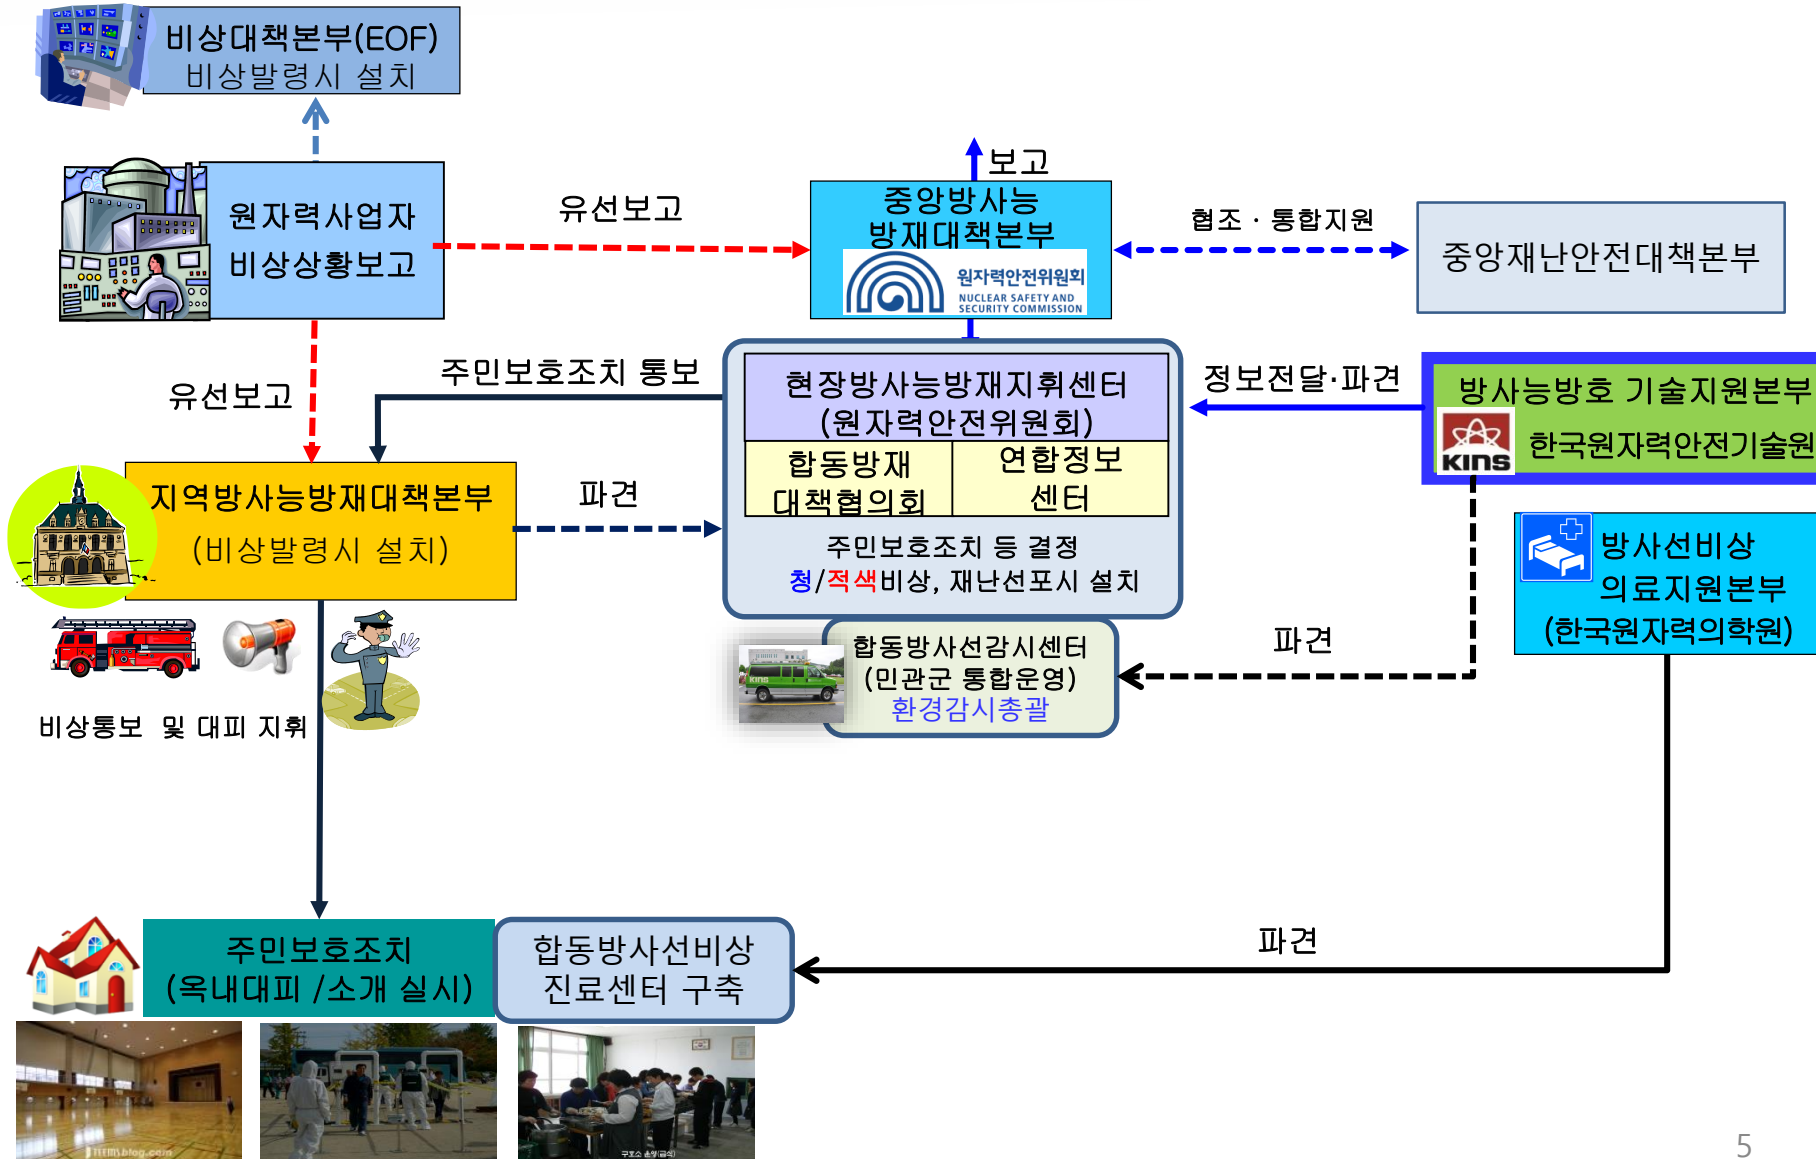 비상대책본부(EOF)
비상발령시 설치
보고
원자력사업자
비상상황보고
유선보고
중앙방사능
방재대책본부
원자력안전위원회
NUCLEAR SAFETY AND
SECURITY COMMISSION
협조 · 통합지원
중앙재난안전대책본부
유선보고
주민보호조치 통보
현장방사능방재지휘센터
(원자력안전위원회)
합동방재
대책협의회
연합정보
센터
주민보호조치 등 결정
청/적색비상, 재난선포시 설치
정보전달·파견
방사능방호 기술지원본부
KINS
한국원자력안전기술원
지역방사능방재대책본부
(비상발령시 설치)
파견
방사선비상
의료지원본부
(한국원자력의학원)
KINS
합동방사선감시센터
(민관군 통합운영)
환경감시총괄
파견
비상통보 및 대피 지휘
주민보호조치
(옥내대피 /소개 실시)
합동방사선비상
진료센터 구축
파견
구호소 운영(급식)
5